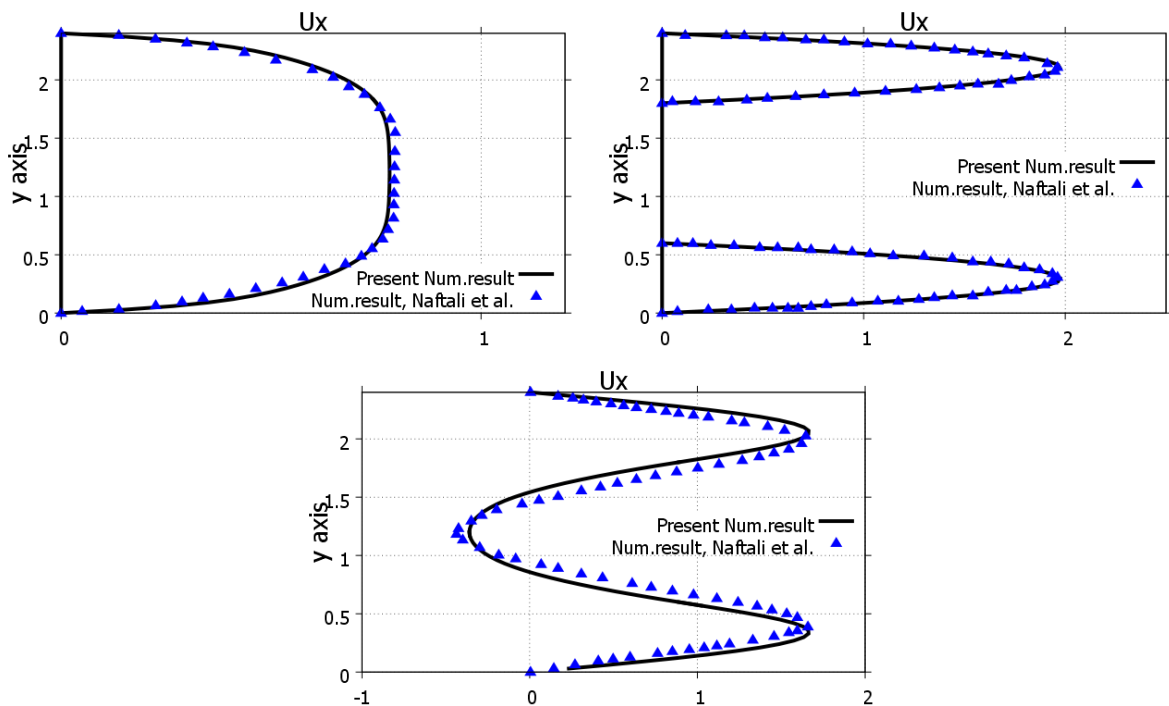 Ux
y axis
2
1.5
1
0.5
0
Present Num.result
Num.result, Naftali et al.
0
1
Ux
y axis
2
1.5
1
0.5
0
Present Num.result
Num.result, Naftali et al.
0
1
2
Ux
y axis
2
1.5
1
0.5
0
Present Num.result
Num.result, Naftali et al.
-1
0
1
2